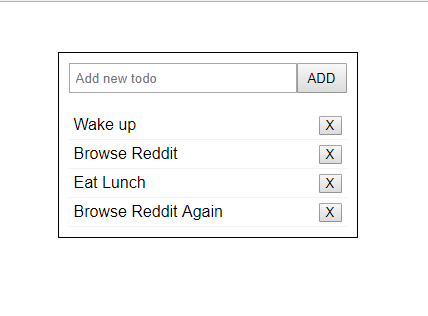 Add new todo ADD
Wake up X
Browse Reddit X
Eat Lunch X
Browse Reddit Again X